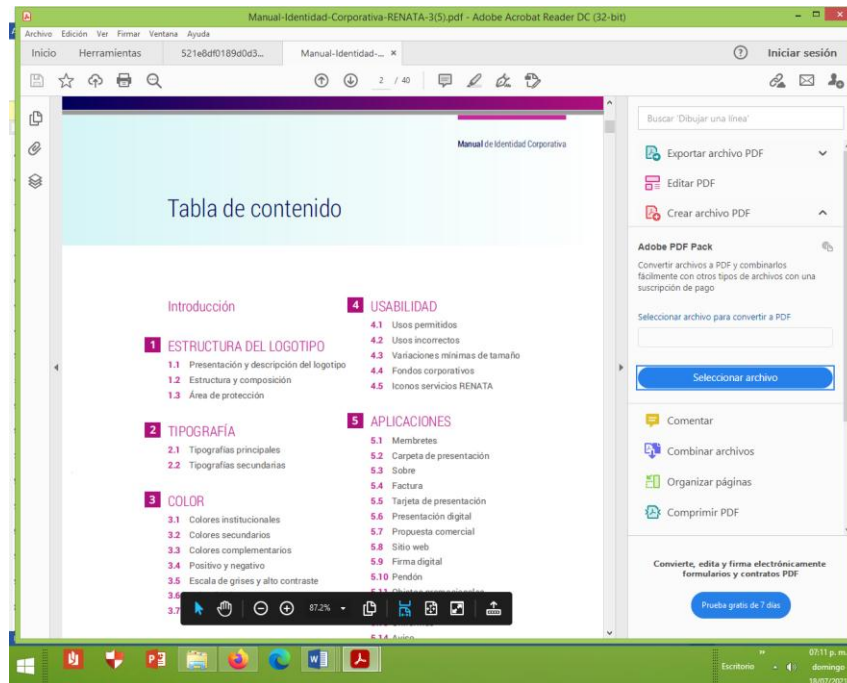 Manual-Identidad-Corporativa-RENATA-3(5).pdf - Adobe Acrobat Reader DC (32-bit)
Archivo Edición Ver Firmar Ventana Ayuda
Inicio Herramientas 521e8df0189d0d3... Manual-Identidad-... × Iniciar sesión
2 / 40
Manual de Identidad Corporativa
Tabla de contenido
Introducción
1 ESTRUCTURA DEL LOGOTIPO
1.1 Presentación y descripción del logotipo
1.2 Estructura y composición
1.3 Área de protección
2 TIPOGRAFÍA
2.1 Tipografías principales
2.2 Tipografías secundarias
3 COLOR
3.1 Colores institucionales
3.2 Colores secundarios
3.3 Colores complementarios
3.4 Positivo y negativo
3.5 Escala de grises y alto contraste
3.6
3.7
4 USABILIDAD
4.1 Usos permitidos
4.2 Usos incorrectos
4.3 Variaciones mínimas de tamaño
4.4 Fondos corporativos
4.5 Iconos servicios RENATA
5 APLICACIONES
5.1 Membretes
5.2 Carpeta de presentación
5.3 Sobre
5.4 Factura
5.5 Tarjeta de presentación
5.6 Presentación digital
5.7 Propuesta comercial
5.8 Sitio web
5.9 Firma digital
5.10 Pendón
5.14 Aviso
87.2%
Buscar 'Dibujar una línea'
Exportar archivo PDF
Editar PDF
Crear archivo PDF
Adobe PDF Pack
Convertir archivos a PDF y combinarlos
fácilmente con otros tipos de archivos con una
suscripción de pago
Seleccionar archivo para convertir a PDF
Seleccionar archivo
Comentar
Combinar archivos
Organizar páginas
Comprimir PDF
Convierte, edita y firma electrónicamente
formularios y contratos PDF
Prueba gratis de 7 días
Escritorio
07:11 p. m.
domingo
18/07/2021